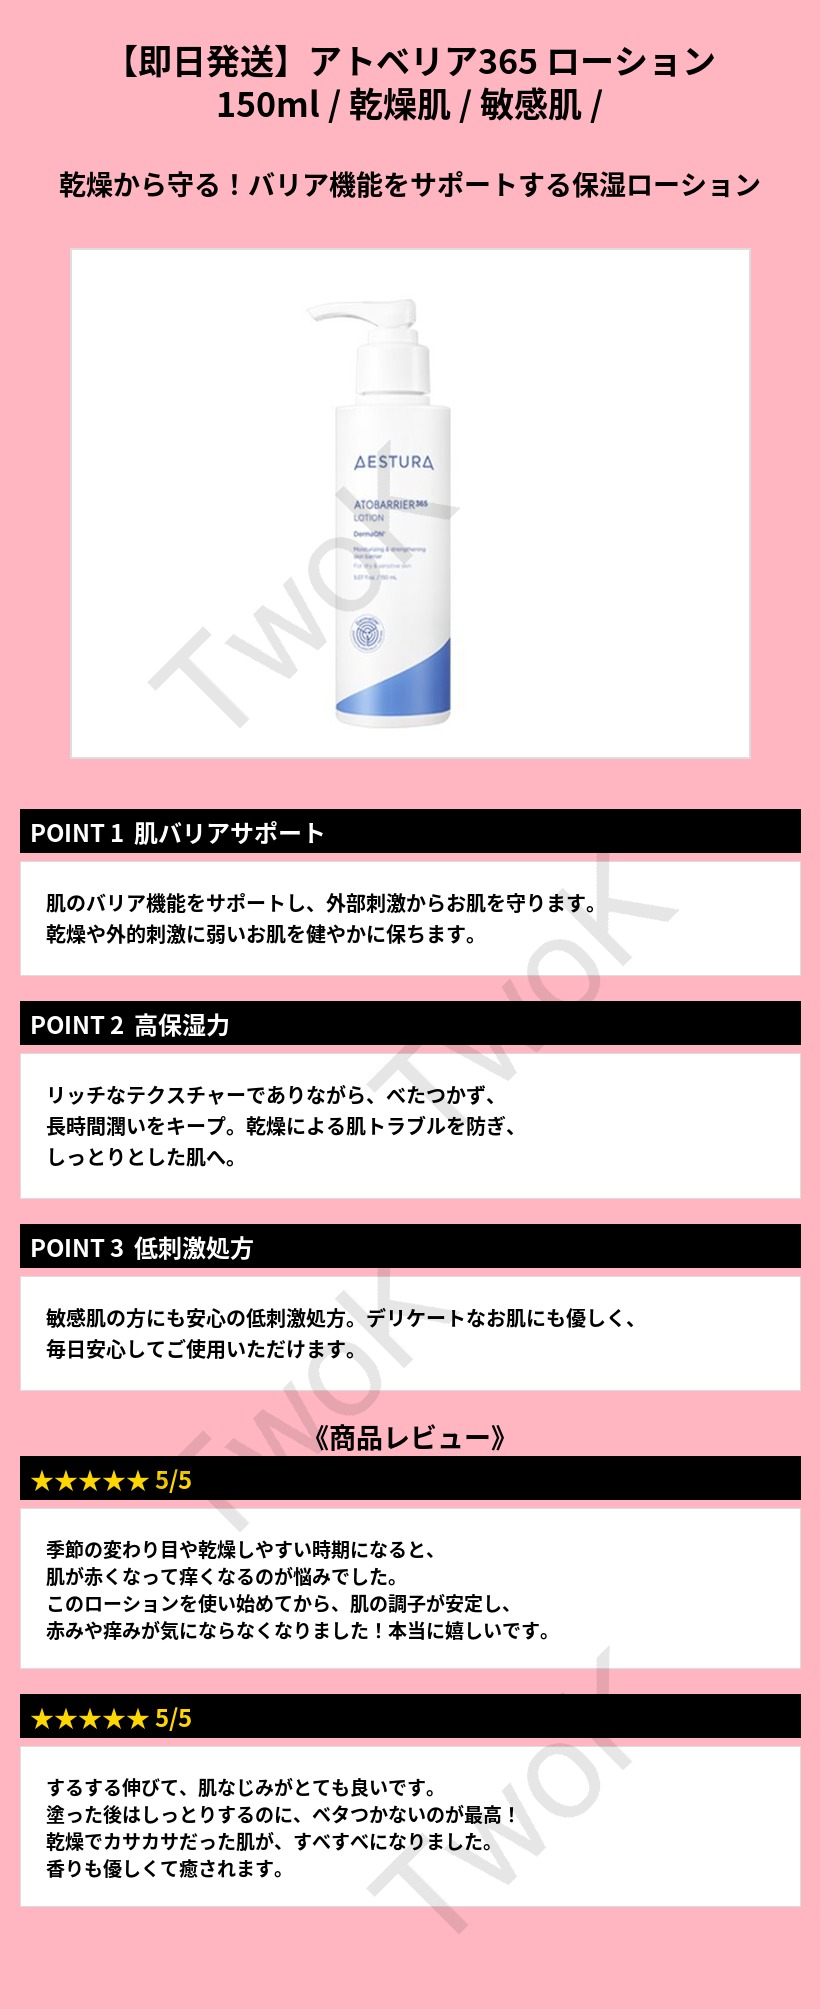 【即日発送】アトベリア365 ローション
150ml / 乾燥肌 / 敏感肌 /
乾燥から守る！バリア機能をサポートする保湿ローション
AESTURA
ATOBARRIER365
LOTION
DermaON®
Moisturizing & strengthening
skin barrier
For dry & sensitive skin
5.07 fl.oz. / 150 mL
TwoK
POINT 1 肌バリアサポート
肌のバリア機能をサポートし、外部刺激からお肌を守ります。
乾燥や外的刺激に弱いお肌を健やかに保ちます。
TwoK
POINT 2 高保湿力
リッチなテクスチャーでありながら、べたつかず、
長時間潤いをキープ。乾燥による肌トラブルを防ぎ、
しっとりとした肌へ。
POINT 3 低刺激処方
敏感肌の方にも安心の低刺激処方。デリケートなお肌にも優しく、
毎日安心してご使用いただけます。
TwoK
《商品レビュー》
★★★★★ 5/5
季節の変わり目や乾燥しやすい時期になると、
肌が赤くなって痒くなるのが悩みでした。
このローションを使い始めてから、肌の調子が安定し、
赤みや痒みが気にならなくなりました！本当に嬉しいです。
★★★★★ 5/5
するする伸びて、肌なじみがとても良いです。
塗った後はしっとりするのに、ベタつかないのが最高！
乾燥でカサカサだった肌が、すべすべになりました。
香りも優しくて癒されます。
TwoK